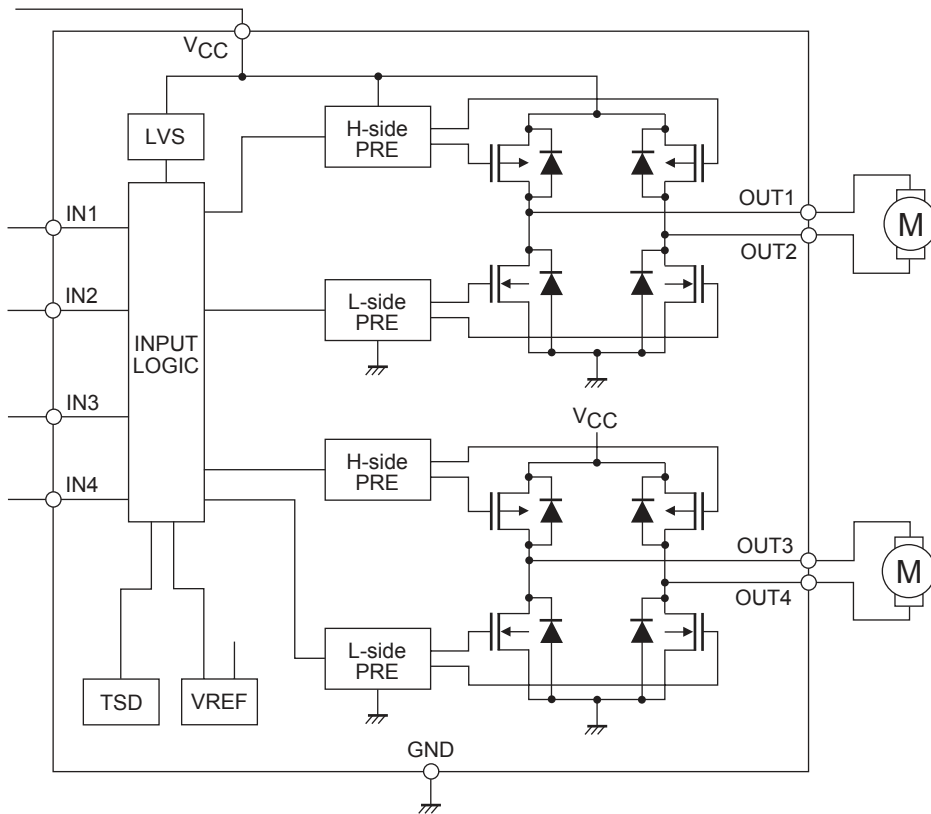 VCC
LVS
H-side
PRE
IN1
OUT1
M
OUT2
IN2
L-side
PRE
INPUT
LOGIC
IN3
VCC
H-side
PRE
IN4
OUT3
M
OUT4
L-side
PRE
TSD
VREF
GND